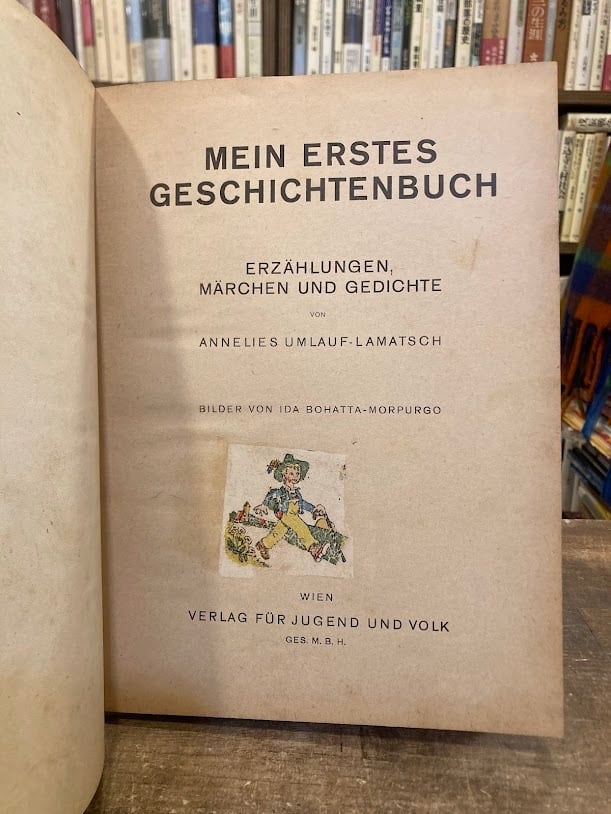 MEIN ERSTES
GESCHICHTENBUCH
ERZÄHLUNGEN,
MÄRCHEN UND GEDICHTE
VON
ANNELIES UMLAUF-LAMATSCH
BILDER VON IDA BOHATTA-MORPURGO
WIEN
VERLAG FÜR JUGEND UND VOLK
GES. M. B. H.